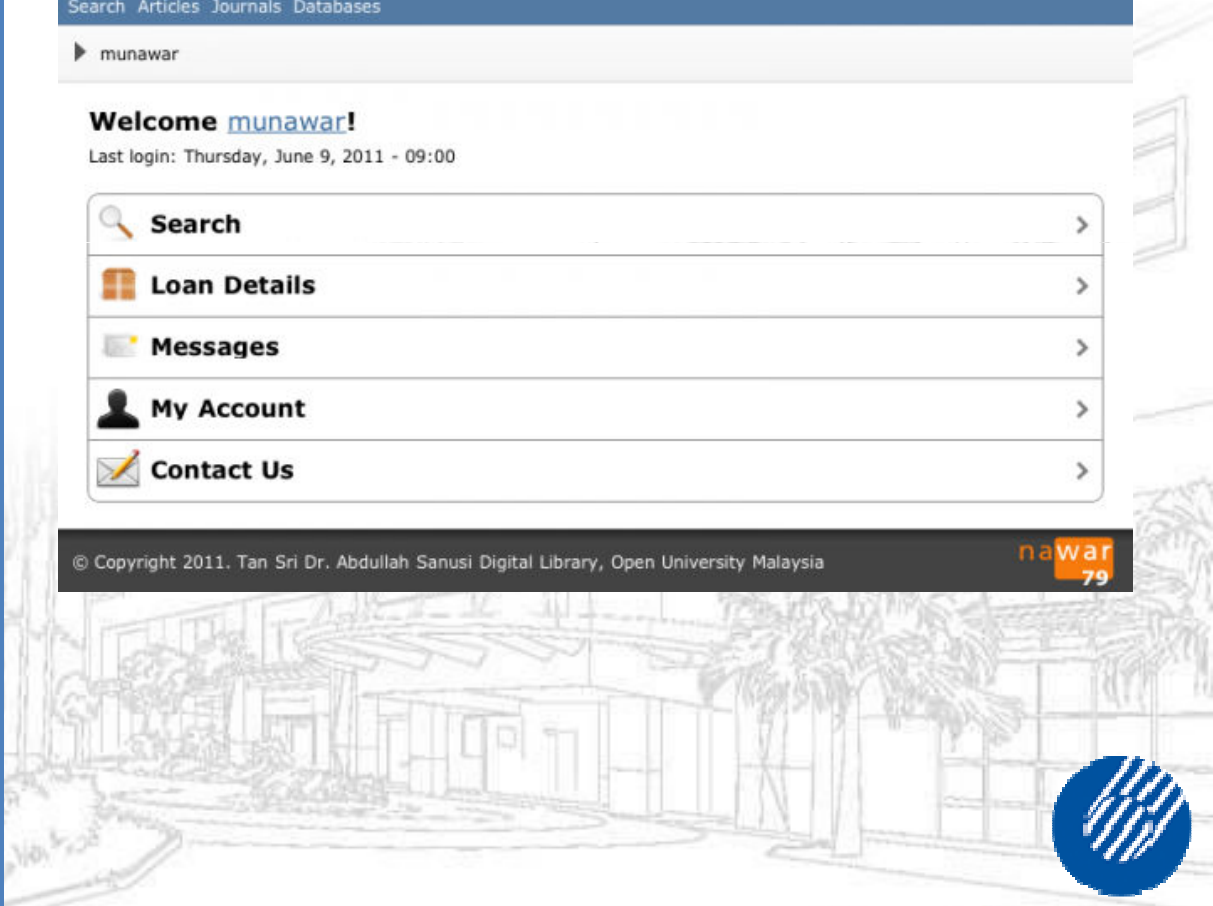 Search Articles Journals Databases
munawar
Welcome munawar!
Last login: Thursday, June 9, 2011 - 09:00
Search
Loan Details
Messages
My Account
Contact Us
© Copyright 2011. Tan Sri Dr. Abdullah Sanusi Digital Library, Open University Malaysia
nawar
79